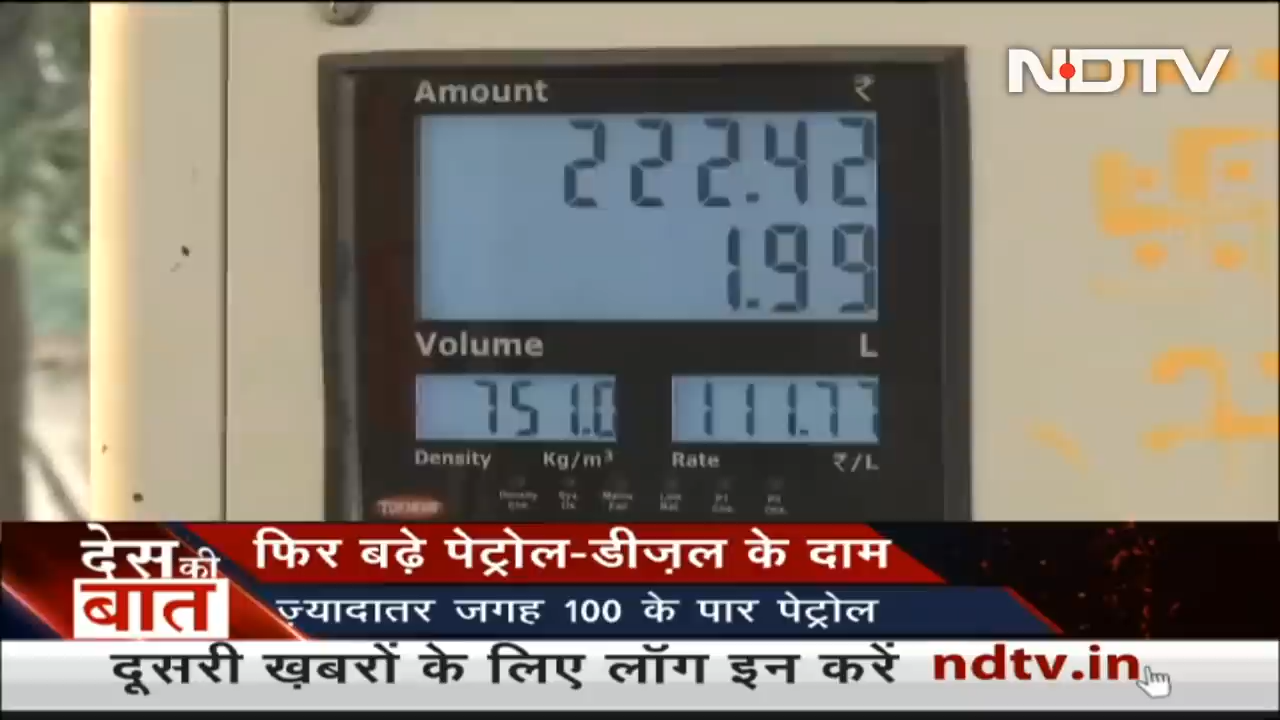 NDTV
Amount ₹
222.42
1.99
Volume L
751.0 111.77
Density Kg/m³ Rate ₹/L
देस की
बात
फिर बढ़े पेट्रोल-डीज़ल के दाम
ज़्यादातर जगह 100 के पार पेट्रोल
दूसरी ख़बरों के लिए लॉग इन करें ndtv.in